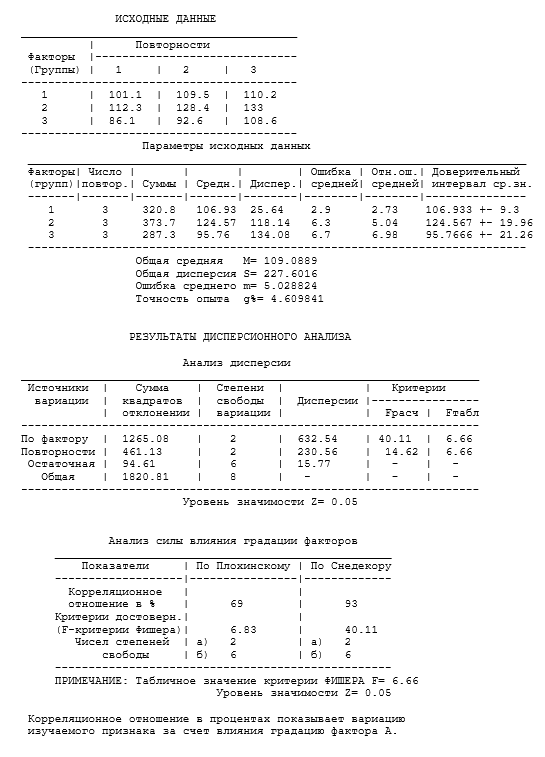 ИСХОДНЫЕ ДАННЫЕ
| Повторности
Факторы |------------------------------
(Группы) | 1 | 2 | 3
1 | 101.1 | 109.5 | 110.2
2 | 112.3 | 128.4 | 133
3 | 86.1 | 92.6 | 108.6
Параметры исходных данных
Факторы| Число | | | | Ошибка | Отн.ош.| Доверительный
(групп)|повтор.| Суммы | Средн.| Диспер.| средней| средней| интервал ср.зн.
1 3 320.8 106.93 25.64 2.9 2.73 106.933 +- 9.3
2 3 373.7 124.57 118.14 6.3 5.04 124.567 +- 19.96
3 3 287.3 95.76 134.08 6.7 6.98 95.7666 +- 21.26
Общая средняя M= 109.0889
Общая дисперсия S= 227.6016
Ошибка среднего m= 5.028824
Точность опыта g%= 4.609841
РЕЗУЛЬТАТЫ ДИСПЕРСИОННОГО АНАЛИЗА
Анализ дисперсии
Источники | Сумма | Степени | | Критерии
вариации | квадратов | свободы | Дисперсии |---------------
| отклонении | вариации | | Fрасч | Fтабл
По фактору | 1265.08 | 2 | 632.54 | 40.11 | 6.66
Повторности | 461.13 | 2 | 230.56 | 14.62 | 6.66
Остаточная | 94.61 | 6 | 15.77 | - | -
Общая | 1820.81 | 8 | - | - | -
Уровень значимости Z= 0.05
Анализ силы влияния градации факторов
Показатели | По Плохинскому | По Снедекору
Корреляционное | |
отношение в % | 69 | 93
Критерии достоверн.| |
(F-критерии Фишера)| 6.83 | 40.11
Чисел степеней | а) 2 | а) 2
свободы | б) 6 | б) 6
ПРИМЕЧАНИЕ: Табличное значение критерии ФИШЕРА F= 6.66
Уровень значимости Z= 0.05
Корреляционное отношение в процентах показывает вариацию
изучаемого признака за счет влияния градацию фактора А.